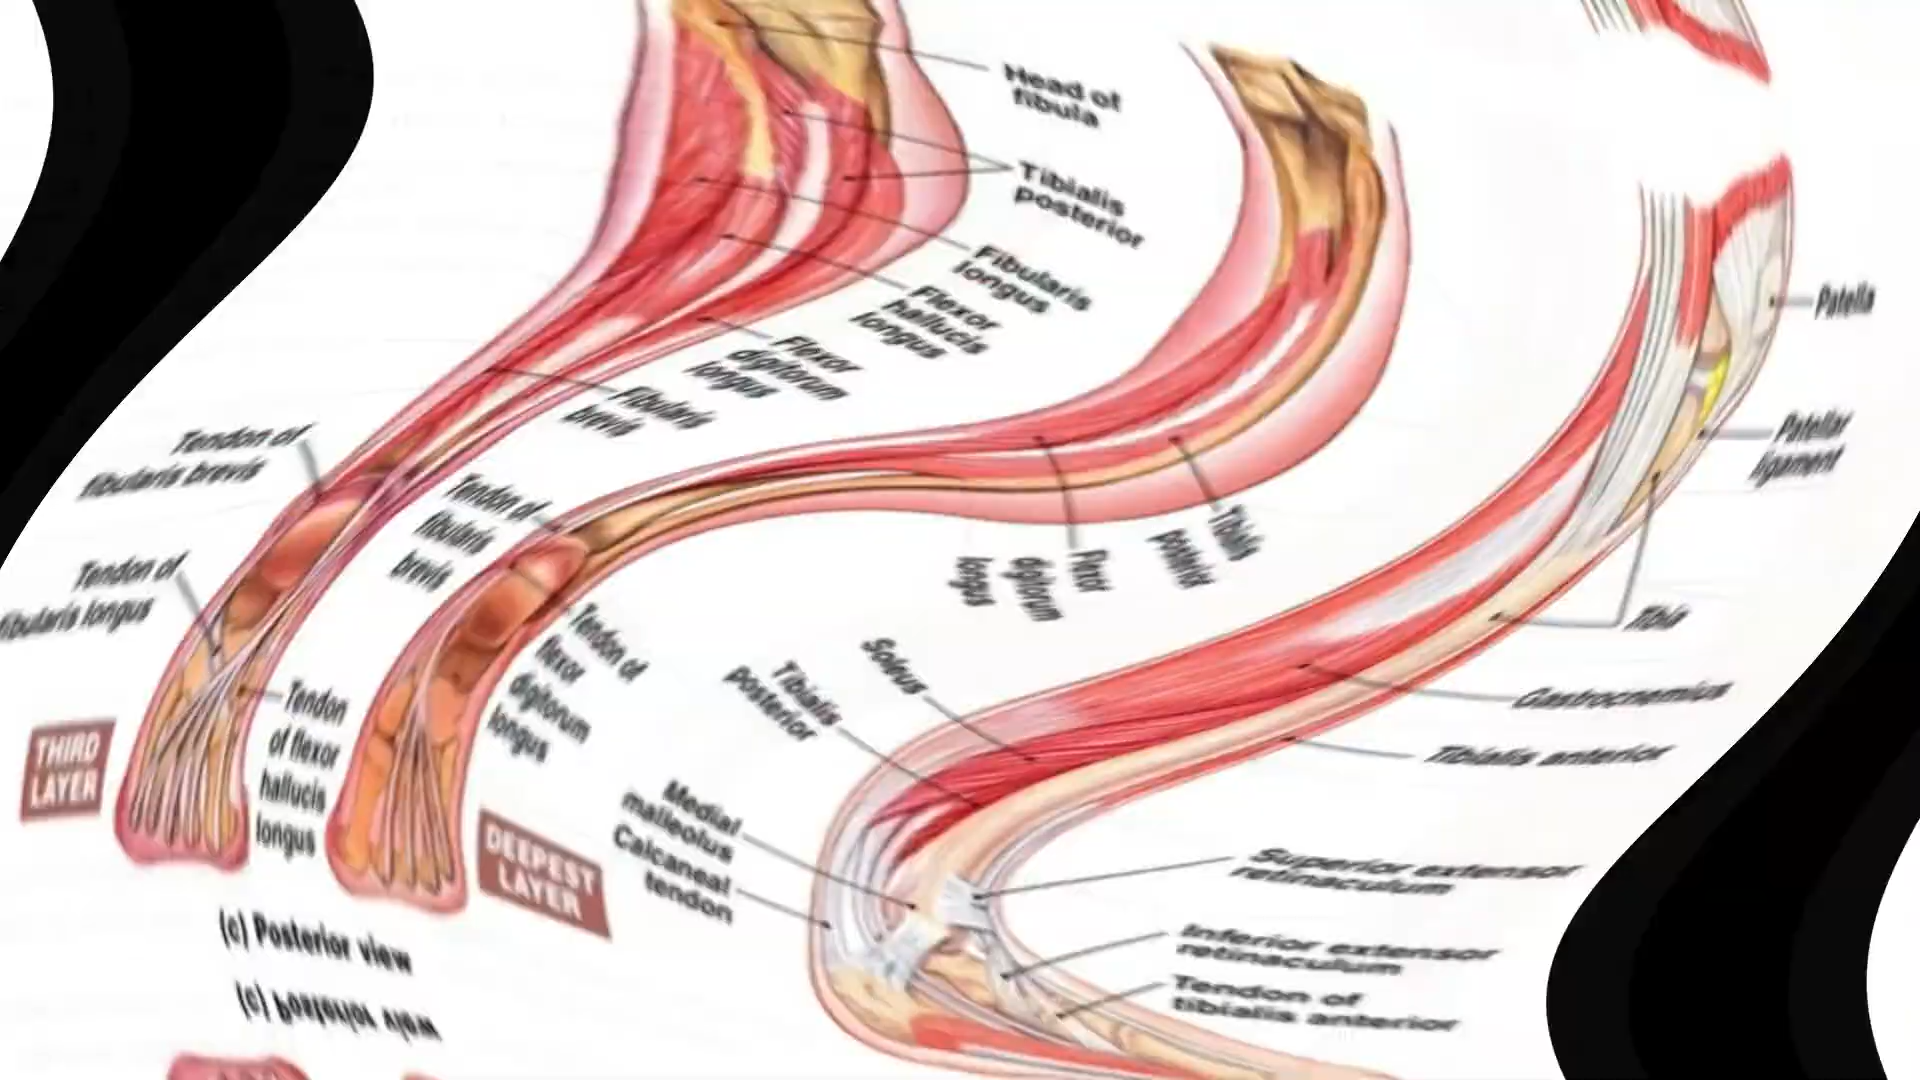 Head of
fibula
Tibialis
posterior
Fibularis
longus
Flexor
hallucis
longus
Flexor
digitorum
longus
Fibularis
brevis
Tendon of
fibularis brevis
Tendon of
fibularis longus
Tendon
of flexor
hallucis
longus
THIRD
LAYER
Tendon of
fibularis
brevis
Tendon of
flexor
digitorum
longus
DEEPEST
LAYER
Flexor
digitorum
longus
Tibialis
posterior
(c) Posterior view
Patella
Patellar
ligament
Tibia
Gastrocnemius
Tibialis anterior
Soleus
Tibialis
posterior
Medial
malleolus
Calcaneal
tendon
Superior extensor
retinaculum
Inferior extensor
retinaculum
Tendon of
tibialis anterior